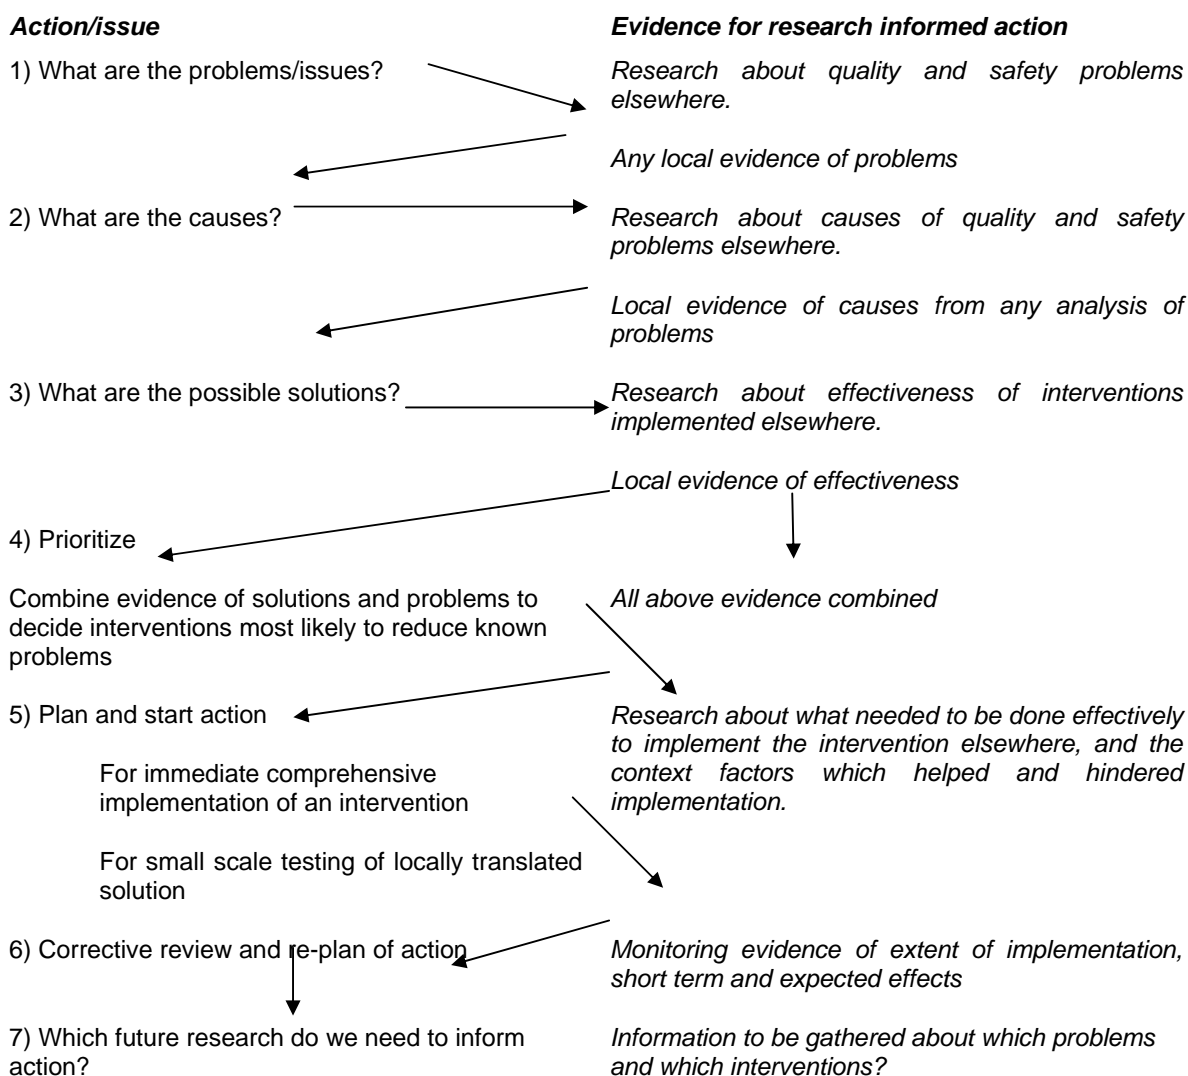 Action/issue
Evidence for research informed action
1) What are the problems/issues?
Research about quality and safety problems
elsewhere.
Any local evidence of problems
2) What are the causes?
Research about causes of quality and safety
problems elsewhere.
Local evidence of causes from any analysis of
problems
3) What are the possible solutions?
Research about effectiveness of interventions
implemented elsewhere.
Local evidence of effectiveness
4) Prioritize
Combine evidence of solutions and problems to
decide interventions most likely to reduce known
problems
All above evidence combined
5) Plan and start action
For immediate comprehensive
implementation of an intervention
For small scale testing of locally translated
solution
Research about what needed to be done effectively
to implement the intervention elsewhere, and the
context factors which helped and hindered
implementation.
6) Corrective review and re-plan of action
Monitoring evidence of extent of implementation,
short term and expected effects
7) Which future research do we need to inform
action?
Information to be gathered about which problems
and which interventions?